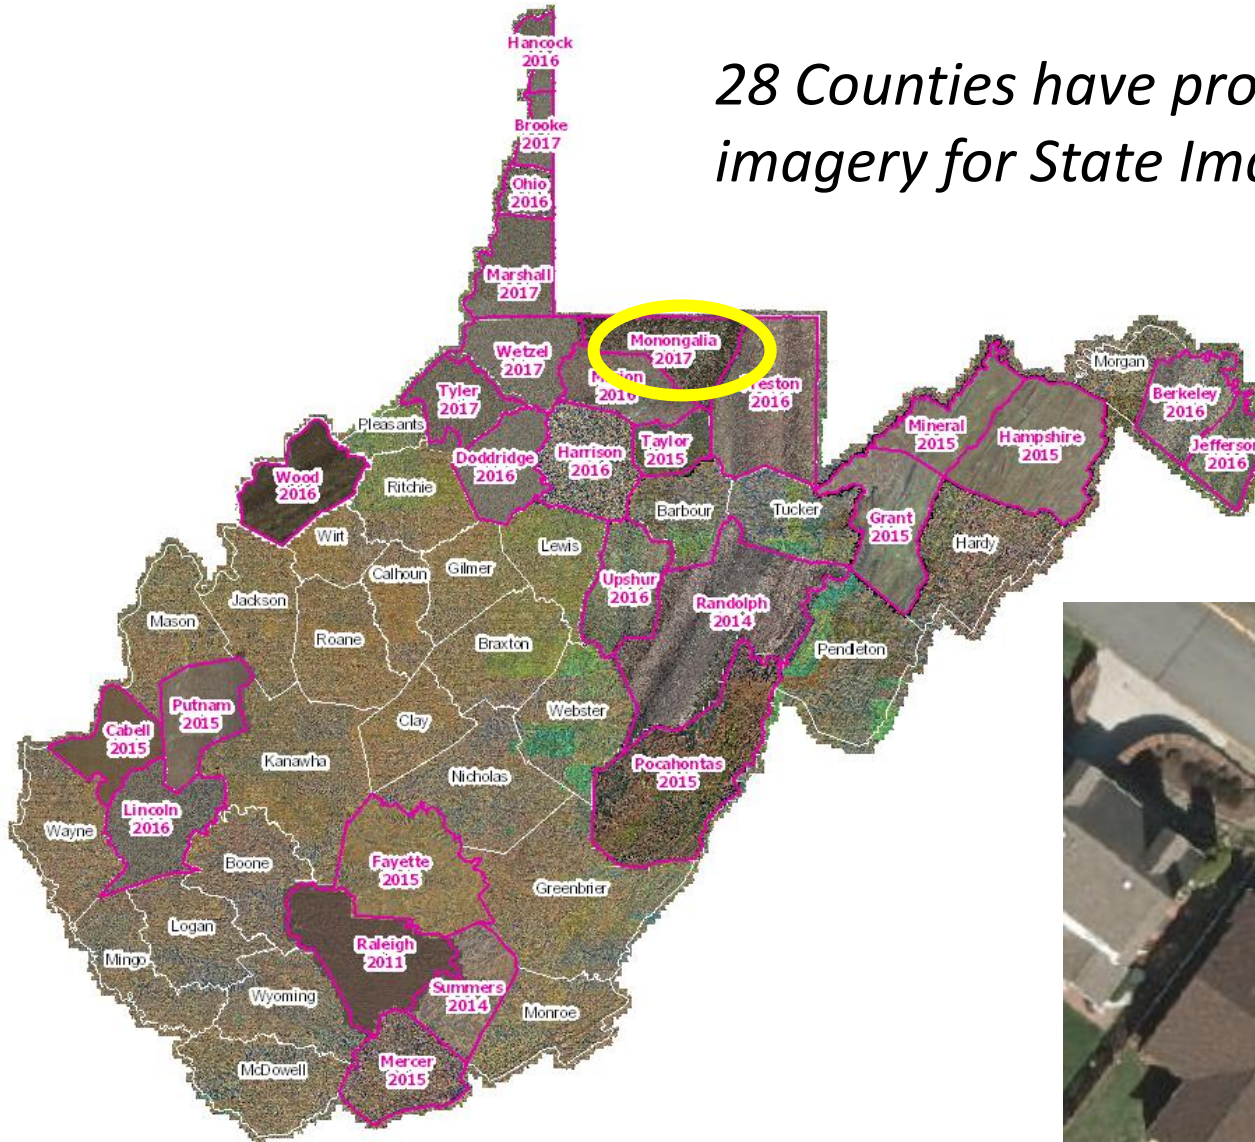 28 Counties have pro
imagery for State Ima
Hancock
2016
Brooke
2017
Ohio
2016
Marshall
2017
Wetzel
2017
Monongalia
2017
Marion
2016
Preston
2016
Tyler
2017
Pleasants
Doddridge
2016
Harrison
2016
Taylor
2015
Morgan
Berkeley
2016
Jefferson
2016
Mineral
2015
Hampshire
2015
Wood
2016
Ritchie
Barbour
Tucker
Grant
2015
Hardy
Wirt
Calhoun
Gilmer
Lewis
Upshur
2016
Randolph
2014
Pendleton
Mason
Jackson
Roane
Braxton
Webster
Cabell
2015
Putnam
2015
Clay
Kanawha
Nicholas
Pocahontas
2015
Wayne
Lincoln
2016
Boone
Fayette
2015
Greenbrier
Logan
Mingo
Raleigh
2011
Wyoming
Summers
2014
Monroe
McDowell
Mercer
2015